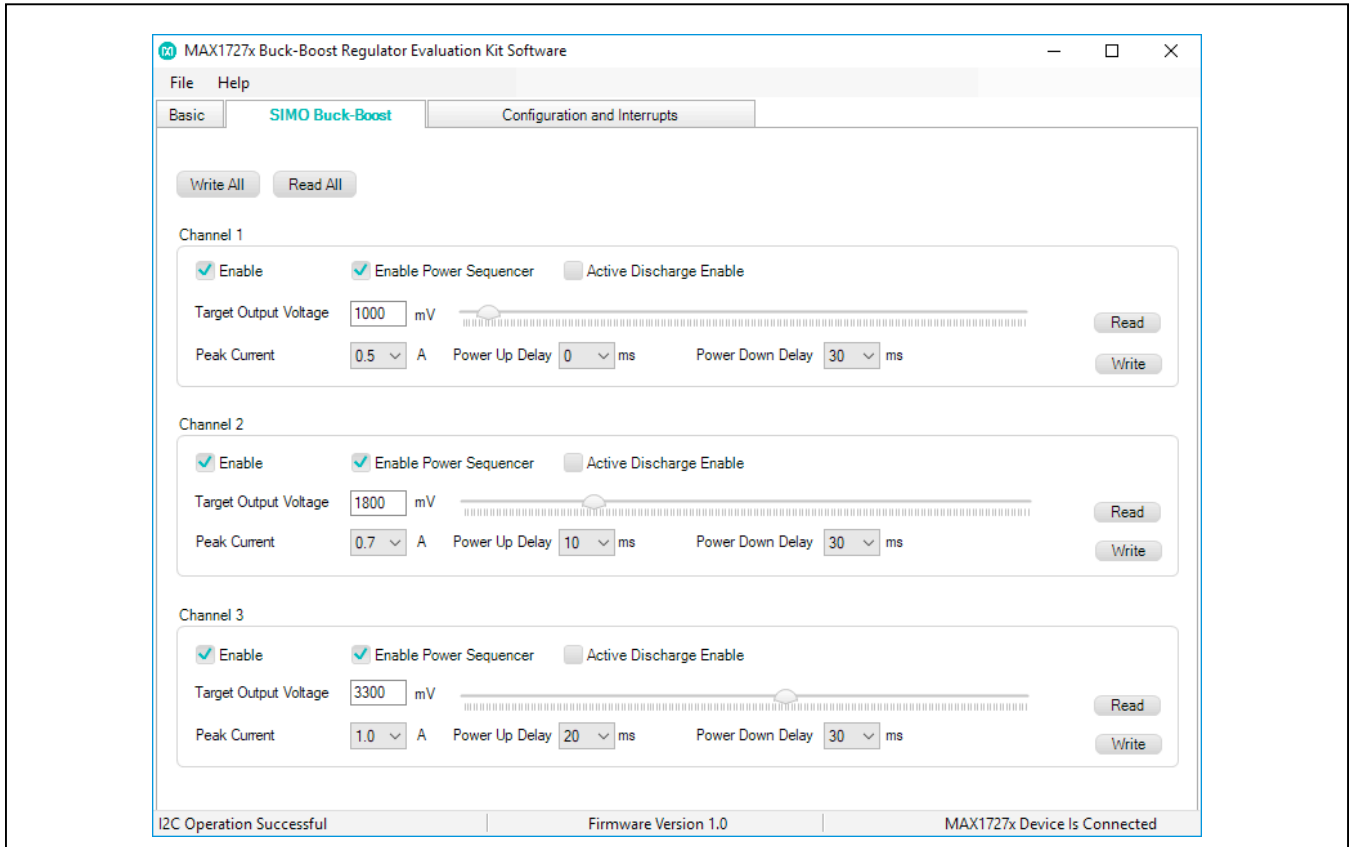 MAX1727x Buck-Boost Regulator Evaluation Kit Software
File Help
Basic SIMO Buck-Boost Configuration and Interrupts
Write All Read All
Channel 1
Enable Enable Power Sequencer Active Discharge Enable
Target Output Voltage 1000 mV
Read
Peak Current 0.5 A Power Up Delay 0 ms Power Down Delay 30 ms
Write
Channel 2
Enable Enable Power Sequencer Active Discharge Enable
Target Output Voltage 1800 mV
Read
Peak Current 0.7 A Power Up Delay 10 ms Power Down Delay 30 ms
Write
Channel 3
Enable Enable Power Sequencer Active Discharge Enable
Target Output Voltage 3300 mV
Read
Peak Current 1.0 A Power Up Delay 20 ms Power Down Delay 30 ms
Write
I2C Operation Successful Firmware Version 1.0 MAX1727x Device Is Connected